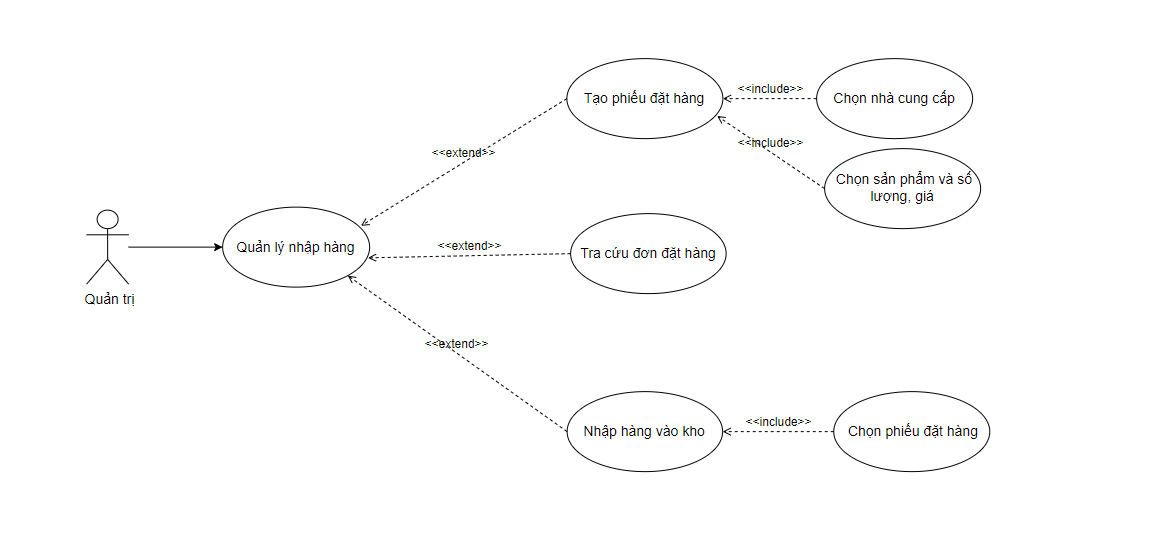 Tạo phiếu đặt hàng
<<include>>
Chọn nhà cung cấp
<<include>>
<<extend>>
Chọn sản phẩm và số
lượng, giá
Quản lý nhập hàng
<<extend>>
Tra cứu đơn đặt hàng
Quản trị
<<extend>>
Nhập hàng vào kho
<<include>>
Chọn phiếu đặt hàng